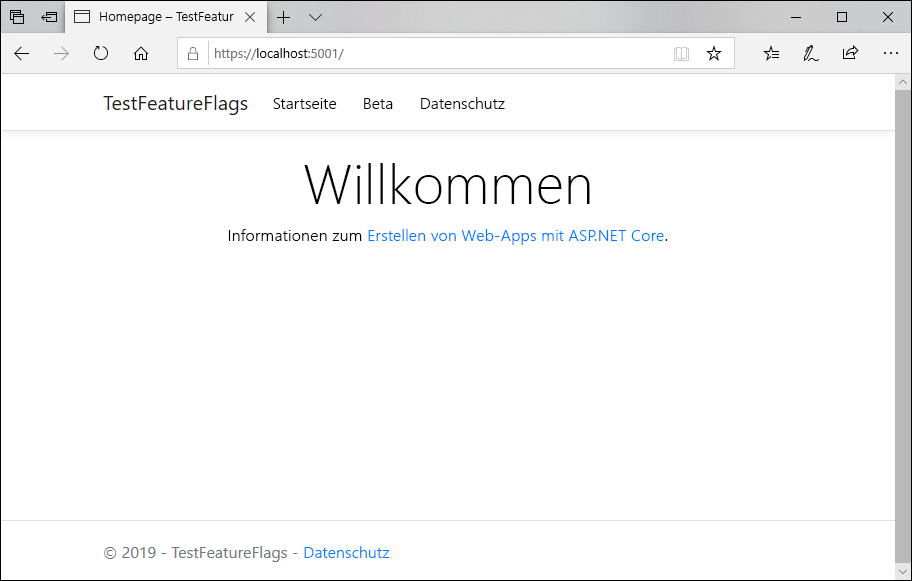 Homepage – TestFeatur
https://localhost:5001/
TestFeatureFlags Startseite Beta Datenschutz
Willkommen
Informationen zum Erstellen von Web-Apps mit ASP.NET Core.
© 2019 - TestFeatureFlags - Datenschutz